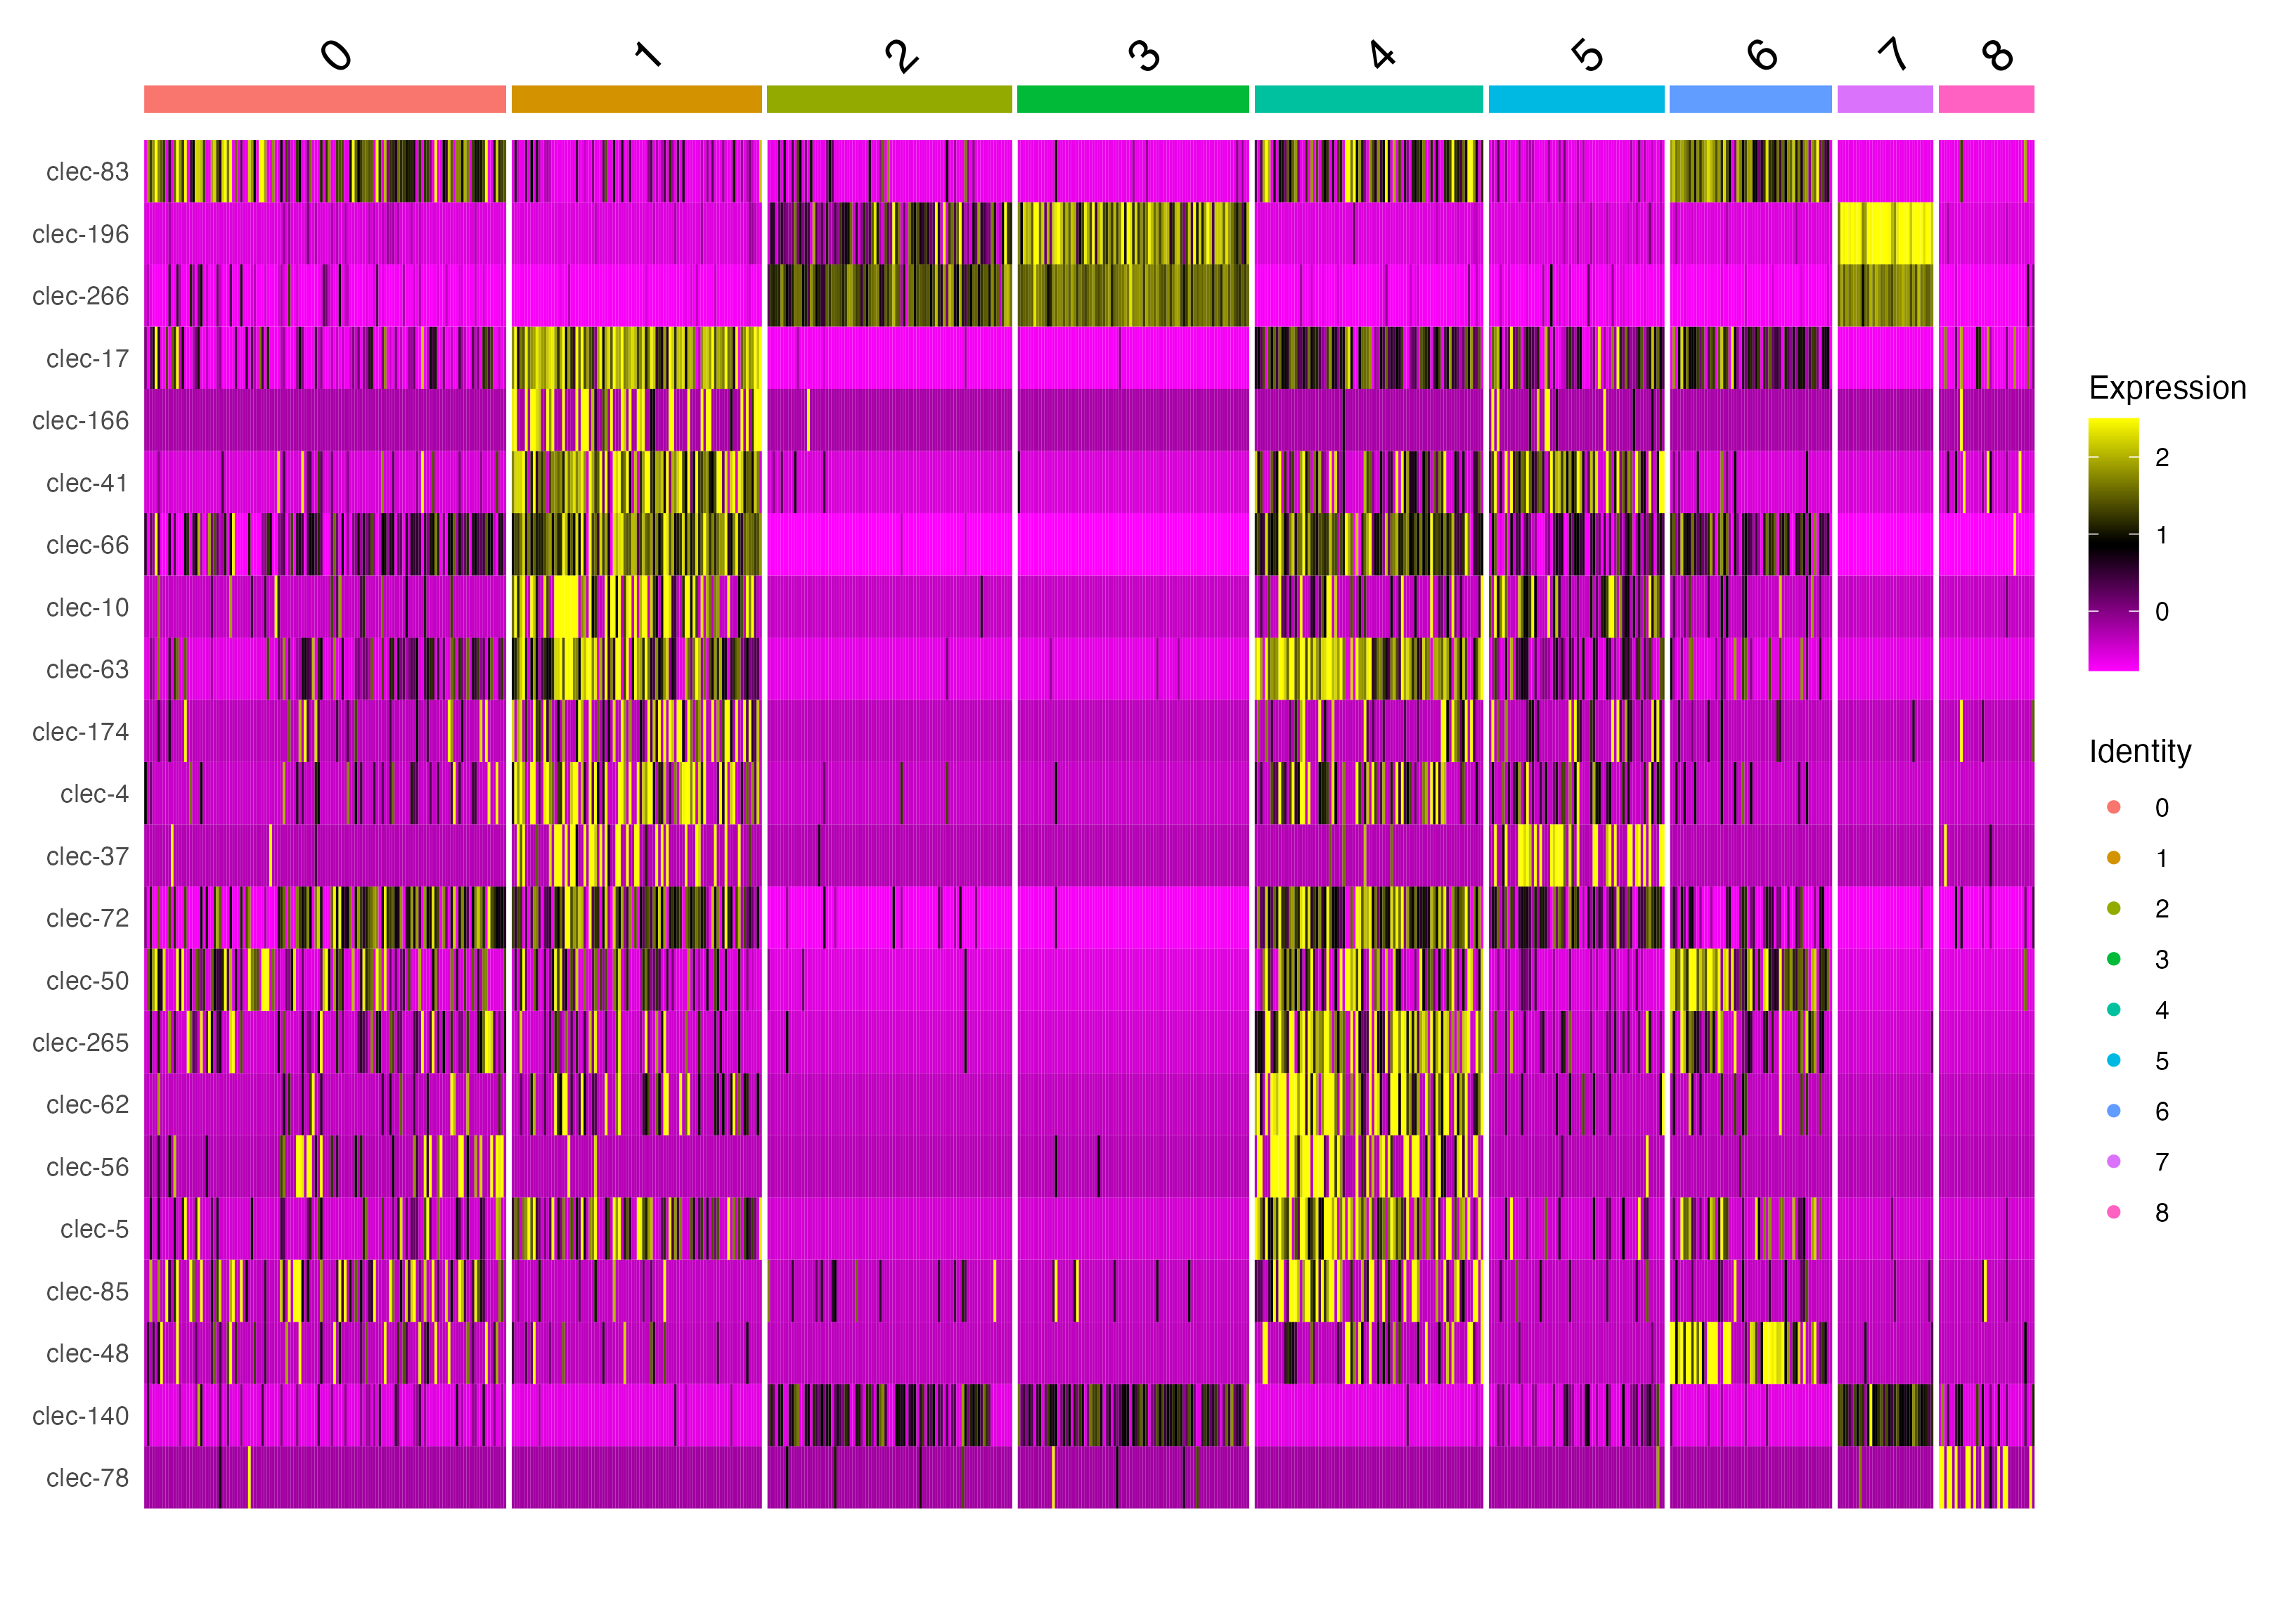 0 1 2 3 4 5 6 7 8
clec-83
clec-196
clec-266
clec-17
clec-166
clec-41
clec-66
clec-10
clec-63
clec-174
clec-4
clec-37
clec-72
clec-50
clec-265
clec-62
clec-56
clec-5
clec-85
clec-48
clec-140
clec-78
Expression
2
1
0
Identity
0
1
2
3
4
5
6
7
8